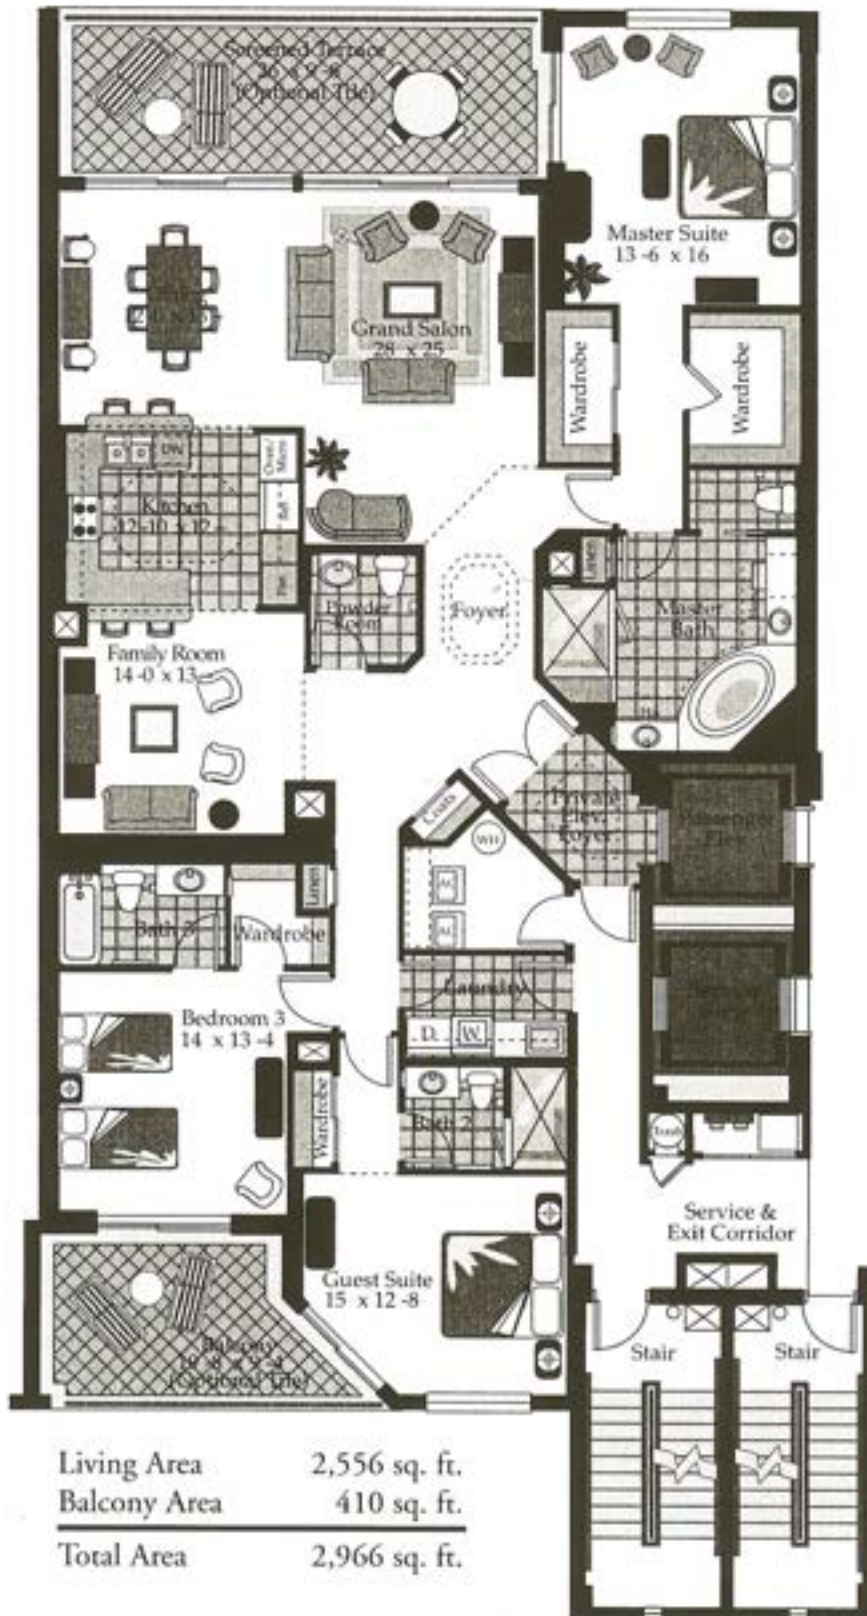 Screened Terrace
26 x 9 -8
(Optional Tile)
Master Suite
13 -6 x 16
Grand Salon
28 x 25
Wardrobe
Wardrobe
DW
Oven/
Micro
Ref
Pan
Kitchen
12 -10 x 12
Linen
Powder
Room
Foyer
Master
Bath
Family Room
14 -0 x 13
Coats
Private
Elev.
Foyer
Passenger
Elev.
WH
AC
AC
Linen
Bath 3
Wardrobe
Laundry
D.
W.
Bedroom 3
14 x 13 -4
Wardrobe
Bath 2
Trash
Service &
Exit Corridor
Guest Suite
15 x 12 -8
Balcony
(Optional Tile)
Stair
Stair
Living Area 2,556 sq. ft.
Balcony Area 410 sq. ft.
Total Area 2,966 sq. ft.